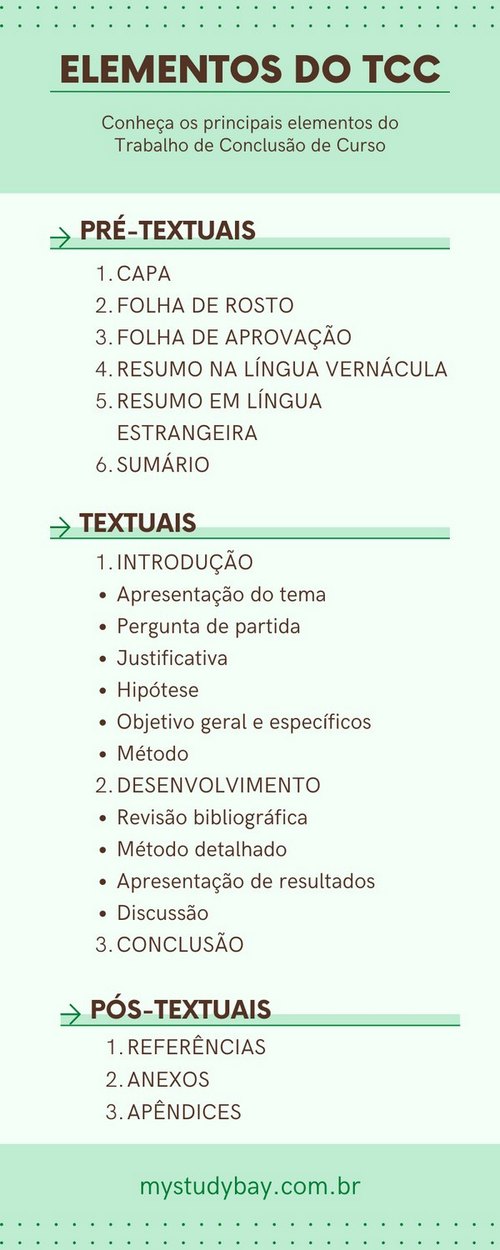 ELEMENTOS DO TCC
Conheça os principais elementos do
Trabalho de Conclusão de Curso
PRÉ-TEXTUAIS
1. CAPA
2. FOLHA DE ROSTO
3. FOLHA DE APROVAÇÃO
4. RESUMO NA LÍNGUA VERNÁCULA
5. RESUMO EM LÍNGUA
ESTRANGEIRA
6. SUMÁRIO
TEXTUAIS
1. INTRODUÇÃO
• Apresentação do tema
• Pergunta de partida
• Justificativa
• Hipótese
• Objetivo geral e específicos
• Método
2. DESENVOLVIMENTO
• Revisão bibliográfica
• Método detalhado
• Apresentação de resultados
• Discussão
3. CONCLUSÃO
PÓS-TEXTUAIS
1. REFERÊNCIAS
2. ANEXOS
3. APÊNDICES
mystudybay.com.br